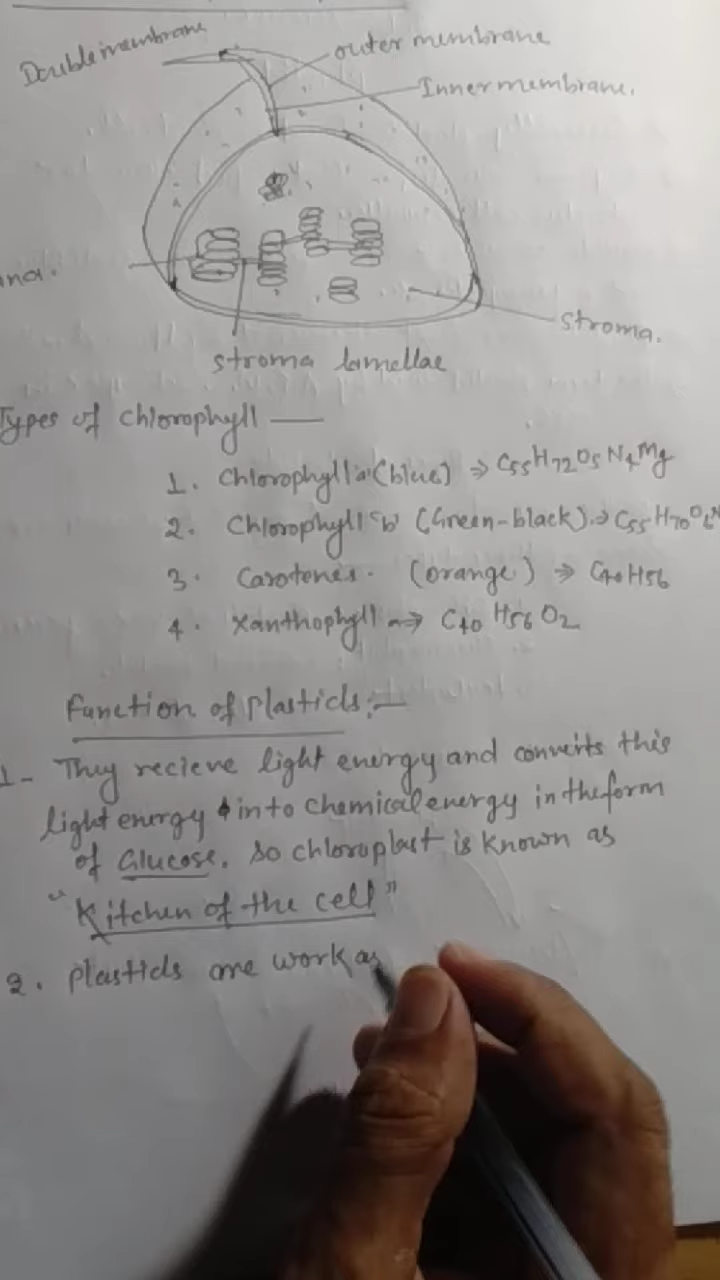 Double membrane
outer membrane
Inner membrane.
stroma.
stroma lamellae
Types of chlorophyll —
1. Chlorophyll 'a' (blue) → C55H72O5N4Mg
2. Chlorophyll 'b' (Green-black) → C55H70O6N
3. Carotenes. (orange) → C40H56
4. Xanthophyll → C40H56O2
Function of Plastids:—
1- They recieve light energy and converts this
light energy into chemical energy in the form
of Glucose. so chloroplast is known as
"Kitchen of the cell"
2. Plastids are work as